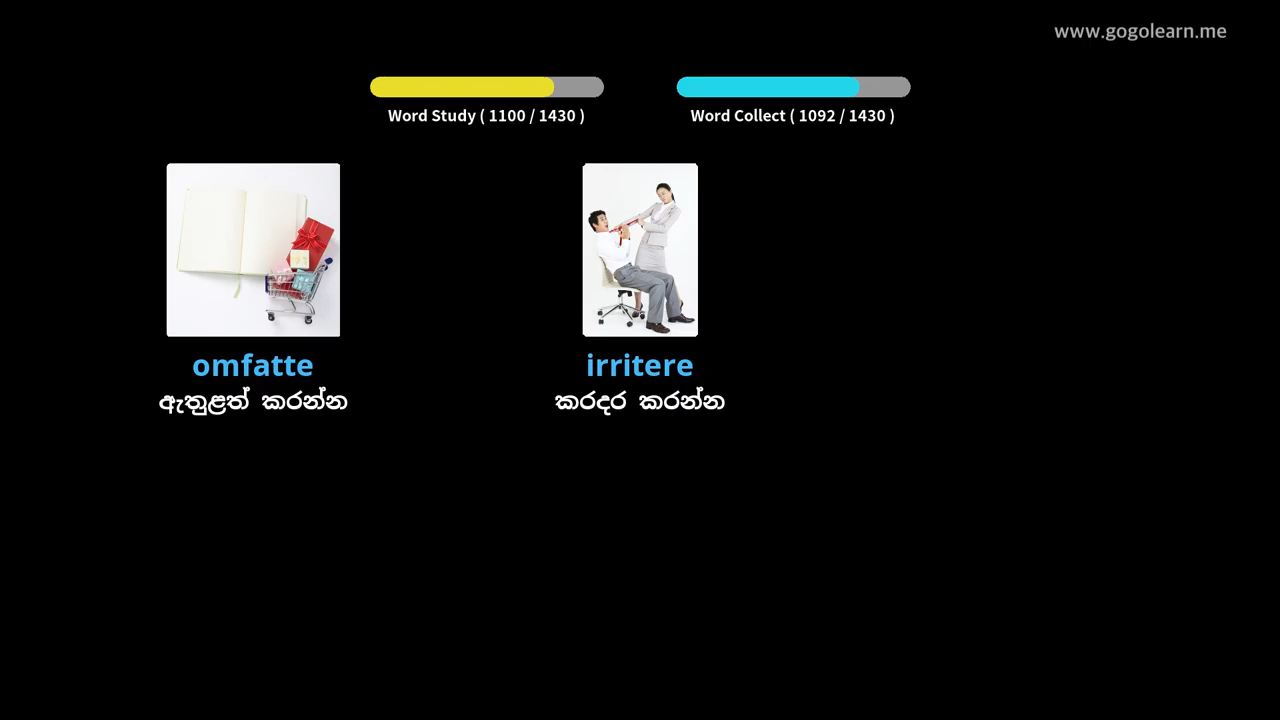 www.gogolearn.me
Word Study ( 1100 / 1430 )
Word Collect ( 1092 / 1430 )
omfatte
ඇතුළත් කරන්න
irritere
කරදර කරන්න